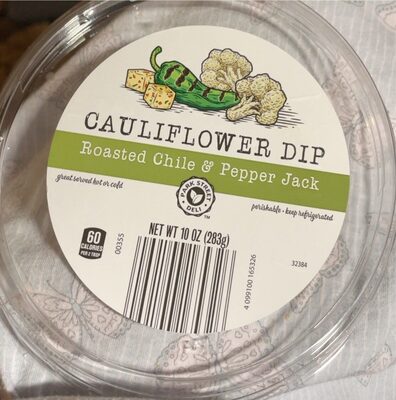 CAULIFLOWER DIP
Roasted Chile & Pepper Jack
great served hot or cold
PARK STREET DELI
TM
perishable • keep refrigerated
60
CALORIES
PER 2 TBSP
00355
NET WT 10 OZ (283g)
32384
4 099100 165326